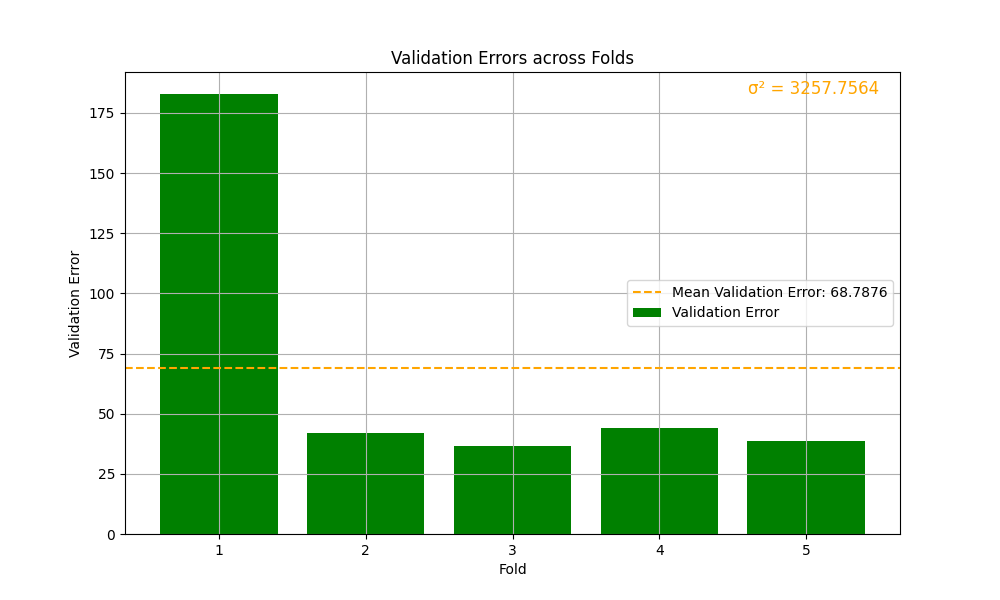 Validation Errors across Folds
σ² = 3257.7564
175
150
125
100
75
50
25
0
Validation Error
Mean Validation Error: 68.7876
Validation Error
1 2 3 4 5
Fold